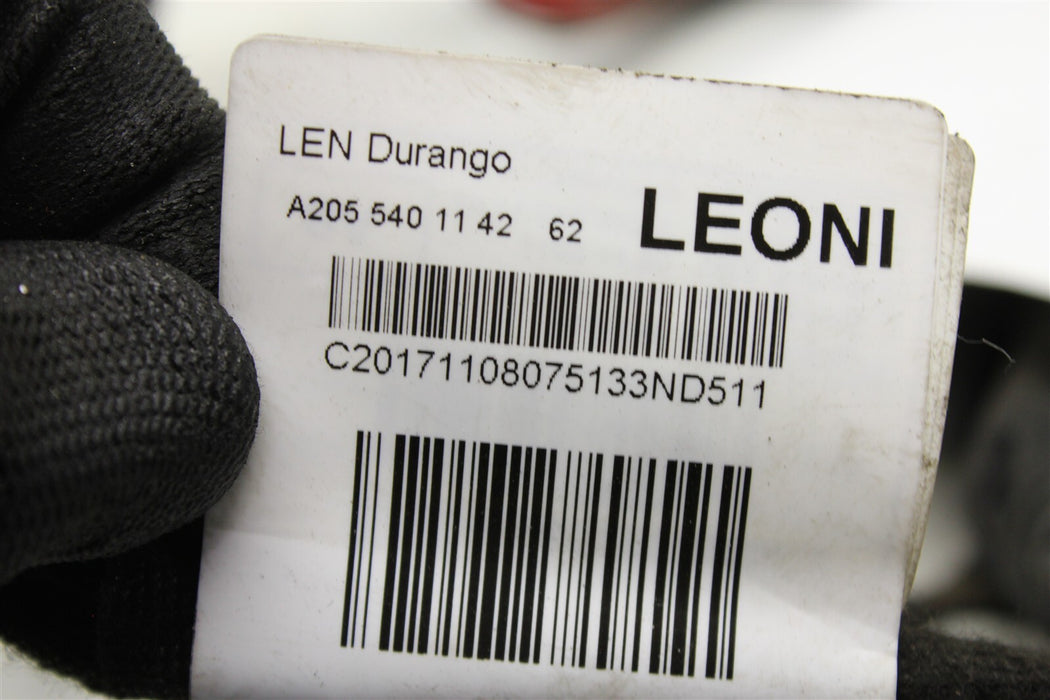 LEN Durango
A205 540 11 42 62
LEONI
C20171108075133ND511